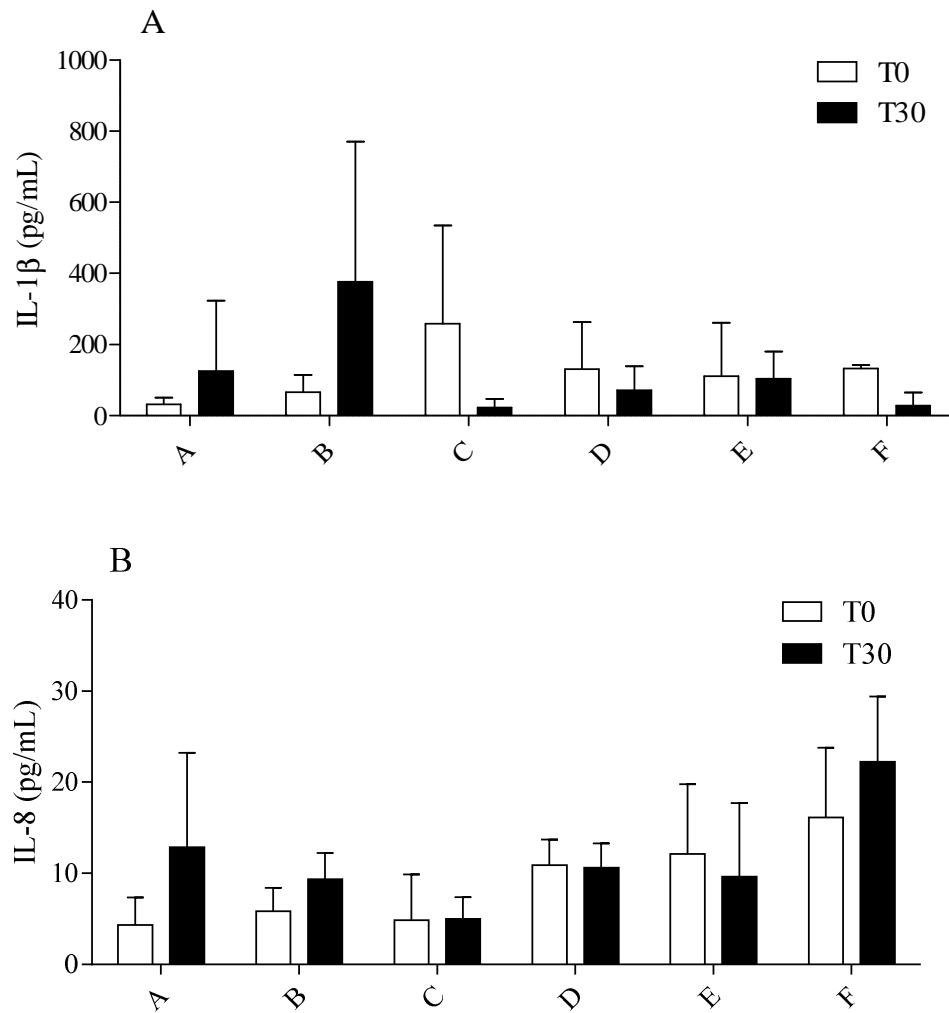 A
1000
800
600
400
200
0
IL-1β (pg/mL)
T0
T30
A B C D E F
B
40
30
20
10
0
IL-8 (pg/mL)
T0
T30
A B C D E F